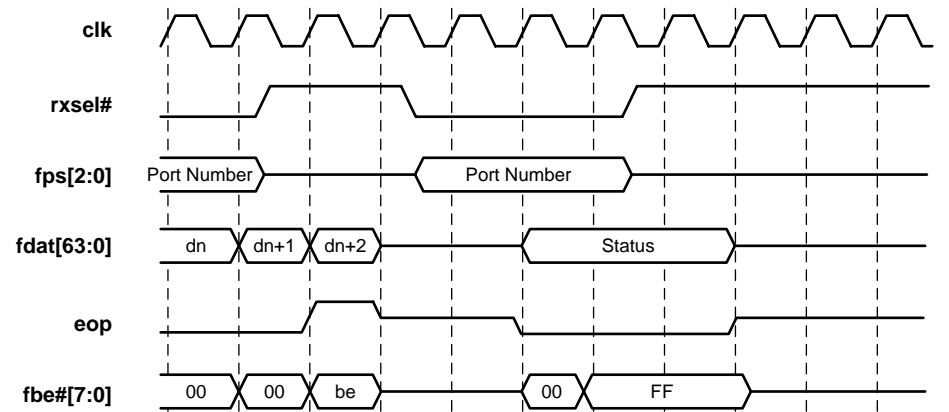 clk
rxsel#
fps[2:0] Port Number Port Number
fdat[63:0] dn dn+1 dn+2 Status
eop
fbe#[7:0] 00 00 be 00 FF